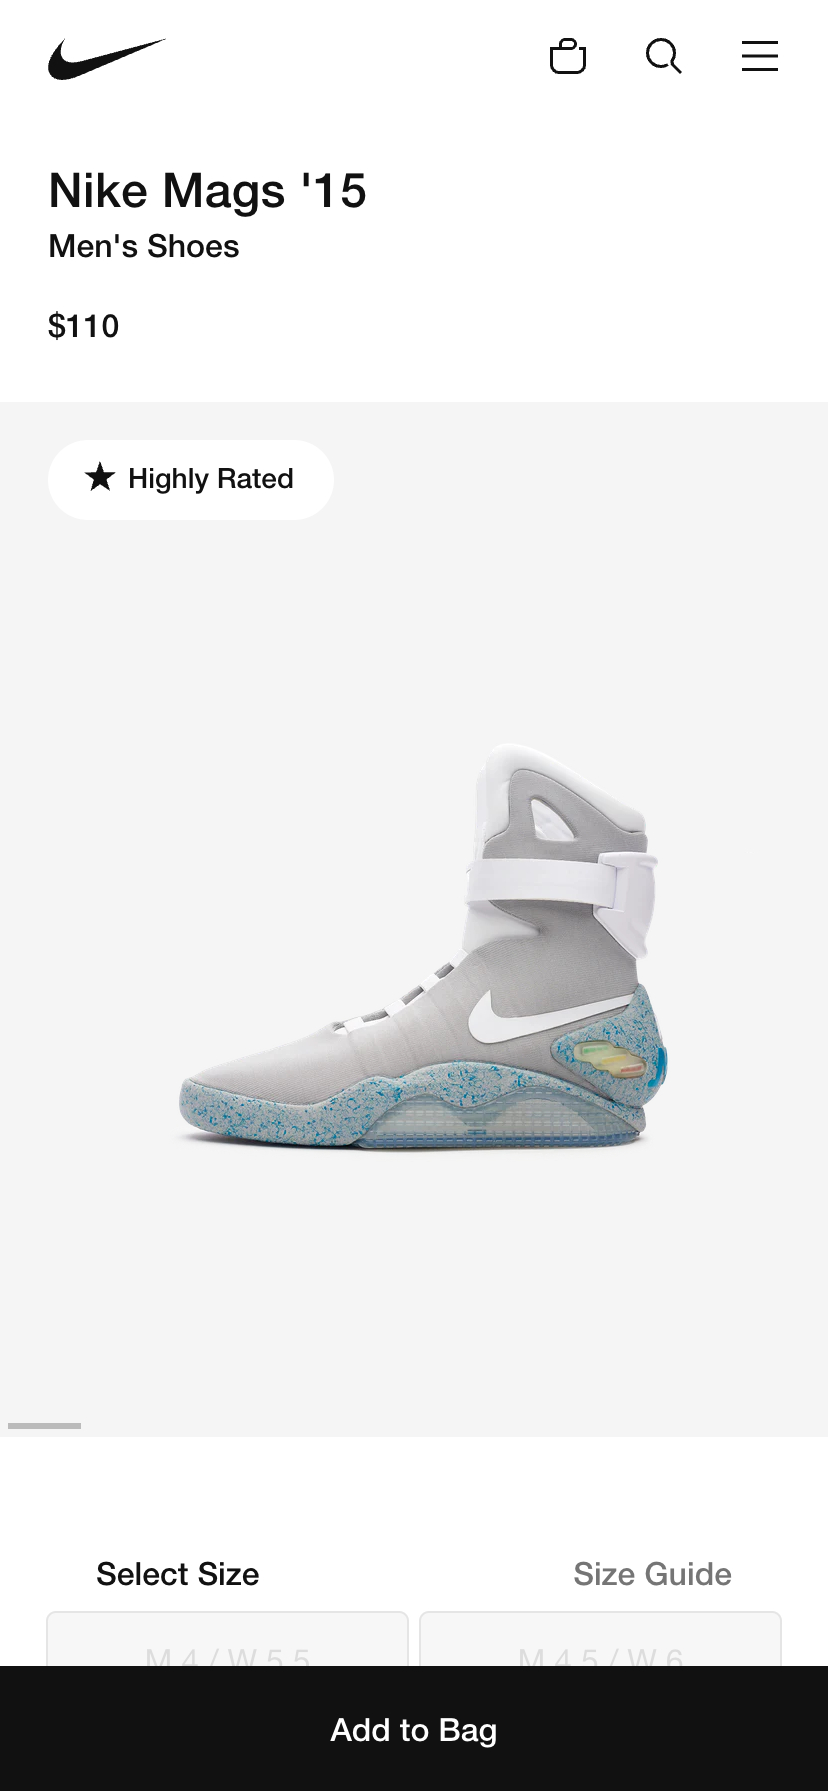 Nike Mags '15
Men's Shoes
$110
★ Highly Rated
Select Size
Size Guide
M 4 / W 5.5
M 4.5 / W 6
Add to Bag